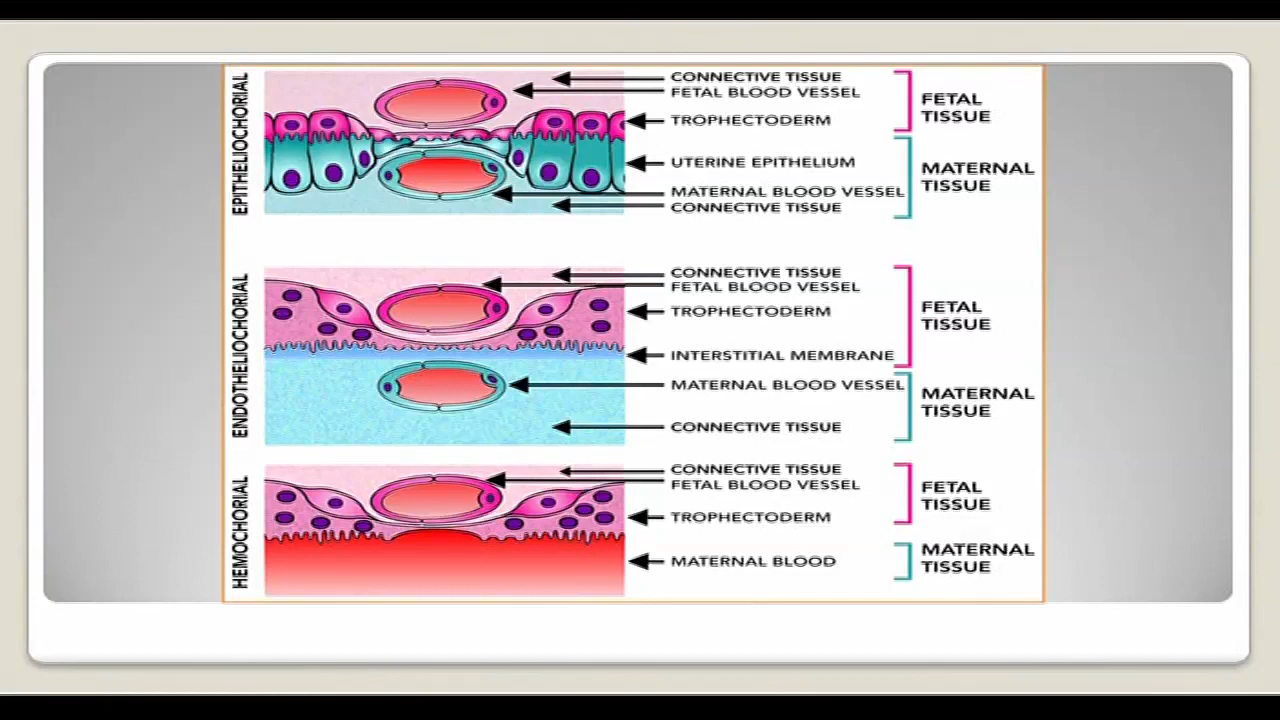 EPITHELIOCHORIAL
CONNECTIVE TISSUE
FETAL BLOOD VESSEL
TROPHECTODERM
UTERINE EPITHELIUM
MATERNAL BLOOD VESSEL
CONNECTIVE TISSUE
FETAL
TISSUE
MATERNAL
TISSUE
ENDOTHELIOCHORIAL
CONNECTIVE TISSUE
FETAL BLOOD VESSEL
TROPHECTODERM
INTERSTITIAL MEMBRANE
MATERNAL BLOOD VESSEL
CONNECTIVE TISSUE
FETAL
TISSUE
MATERNAL
TISSUE
HEMOCHORIAL
CONNECTIVE TISSUE
FETAL BLOOD VESSEL
TROPHECTODERM
MATERNAL BLOOD
FETAL
TISSUE
MATERNAL
TISSUE